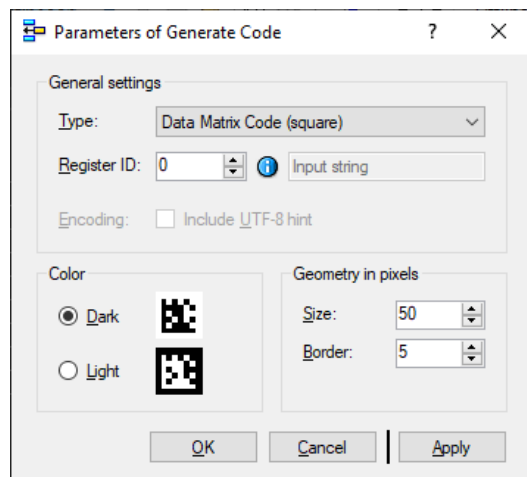 Parameters of Generate Code ?
General settings
Type: Data Matrix Code (square)
Register ID: 0 Input string
Encoding: Include UTF-8 hint
Color
Dark
Light
Geometry in pixels
Size: 50
Border: 5
OK Cancel Apply